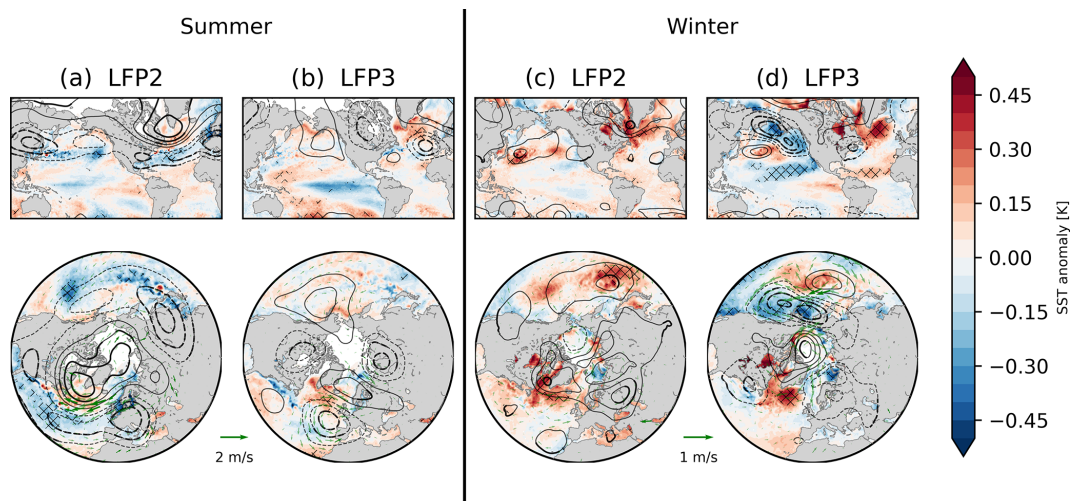 Summer
Winter
(a) LFP2
(b) LFP3
(c) LFP2
(d) LFP3
0.45
0.30
0.15
0.00
−0.15
−0.30
−0.45
SST anomaly [K]
2 m/s
1 m/s